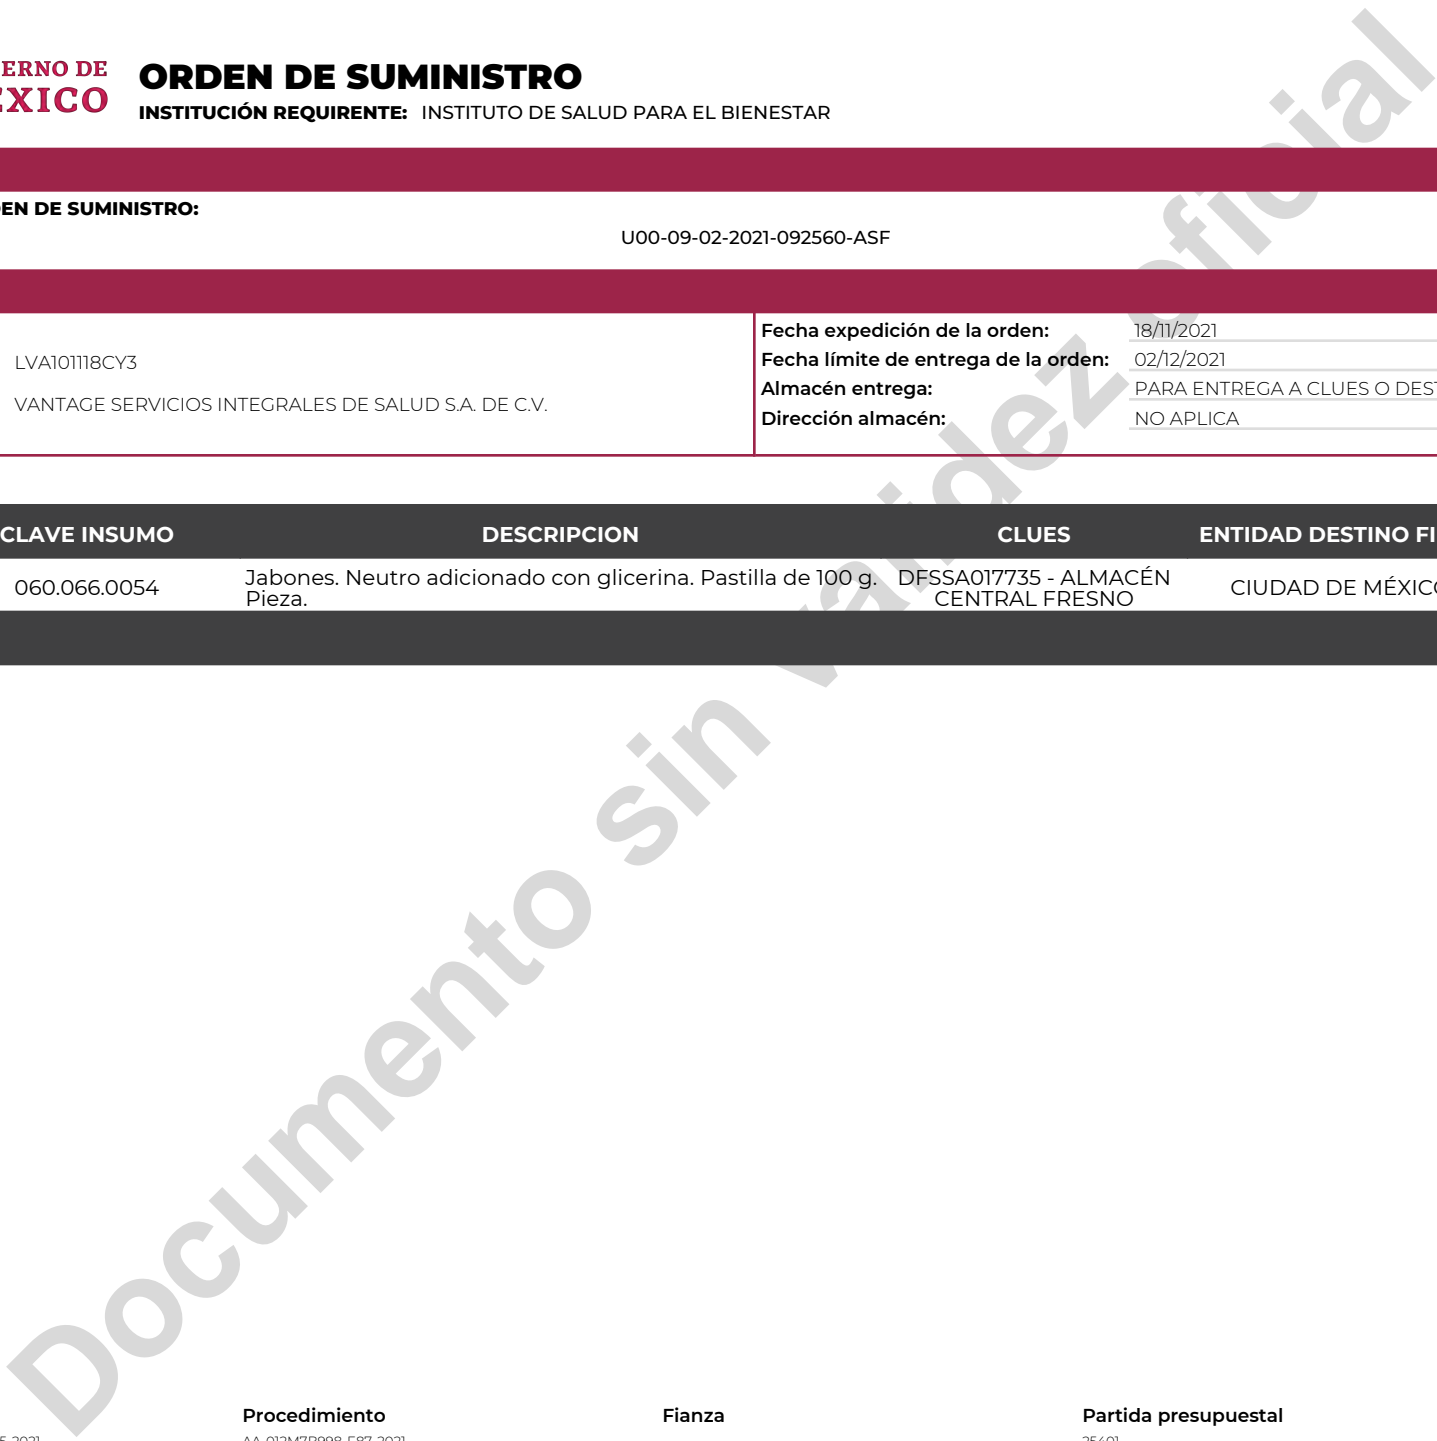 ERNO DE
ÉXICO
ORDEN DE SUMINISTRO
INSTITUCIÓN REQUIRENTE: INSTITUTO DE SALUD PARA EL BIENESTAR
EN DE SUMINISTRO:
U00-09-02-2021-092560-ASF
LVA101118CY3
VANTAGE SERVICIOS INTEGRALES DE SALUD S.A. DE C.V.
Fecha expedición de la orden: 18/11/2021
Fecha límite de entrega de la orden: 02/12/2021
Almacén entrega: PARA ENTREGA A CLUES O DES
Dirección almacén: NO APLICA
CLAVE INSUMO DESCRIPCION CLUES ENTIDAD DESTINO FI
060.066.0054 Jabones. Neutro adicionado con glicerina. Pastilla de 100 g. Pieza. DFSSA017735 - ALMACÉN CENTRAL FRESNO CIUDAD DE MÉXICO
Documento sin validez oficial
Procedimiento Fianza Partida presupuestal